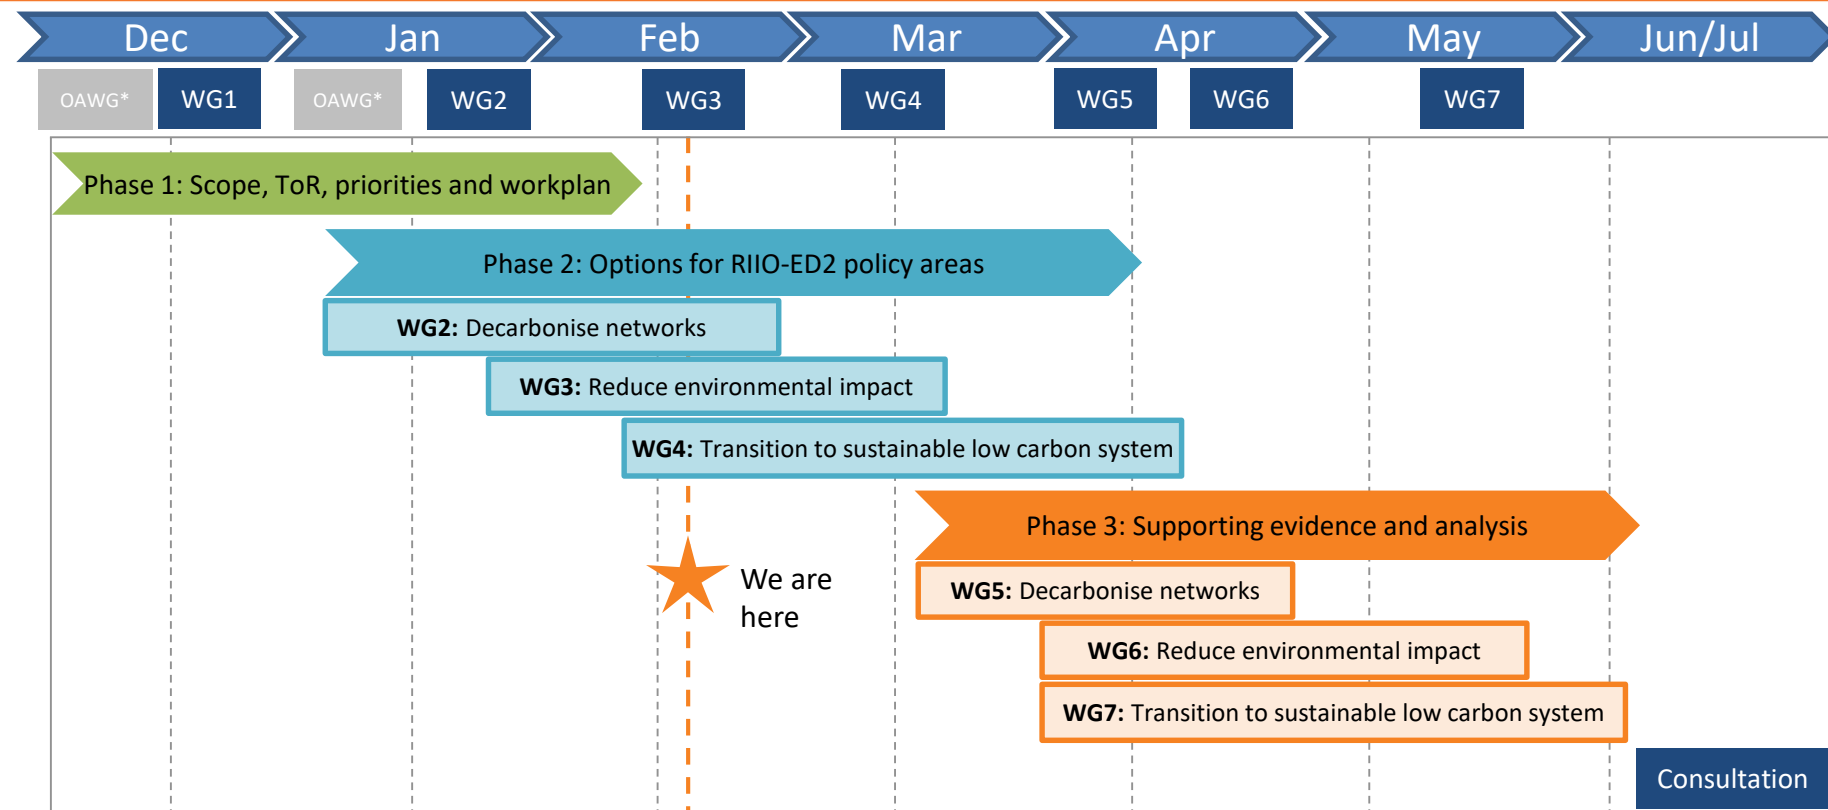 Dec
Jan
Feb
Mar
Apr
May
Jun/Jul
OAWG*
WG1
OAWG*
WG2
WG3
WG4
WG5
WG6
WG7
Phase 1: Scope, ToR, priorities and workplan
Phase 2: Options for RIIO-ED2 policy areas
WG2: Decarbonise networks
WG3: Reduce environmental impact
WG4: Transition to sustainable low carbon system
Phase 3: Supporting evidence and analysis
We are
here
WG5: Decarbonise networks
WG6: Reduce environmental impact
WG7: Transition to sustainable low carbon system
Consultation